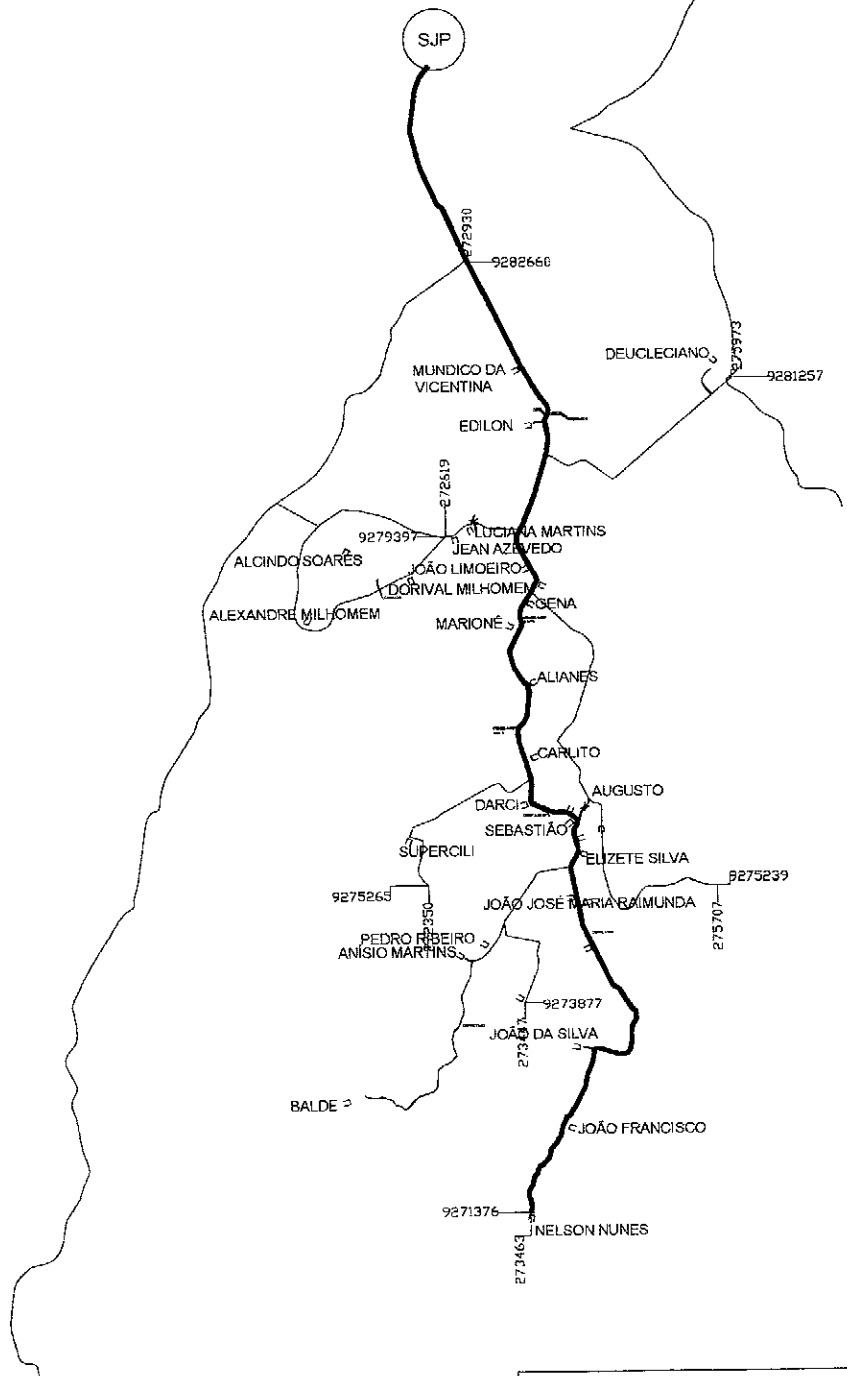 SJP
272930
9282660
275973
DEUCLECIANO
9281257
MUNDICO DA
VICENTINA
EDILON
272619
LUCIANA MARTINS
9279397
JEAN AZEVEDO
ALCINDO SOARES
JOÃO LIMOEIRO
DORIVAL MILHOMEM
GENA
ALEXANDRE MILHOMEM
MARIONÊ
ALIANES
CARLITO
AUGUSTO
DARCI
SEBASTIÃO
SUPERCILI
ELIZETE SILVA
9275239
9275265
JOÃO JOSÉ MARIA RAIMUNDA
275707
PEDRO RIBEIRO
ANÍSIO MARTINS
9273877
JOÃO DA SILVA
BALDE
JOÃO FRANCISCO
9271376
NELSON NUNES
273463